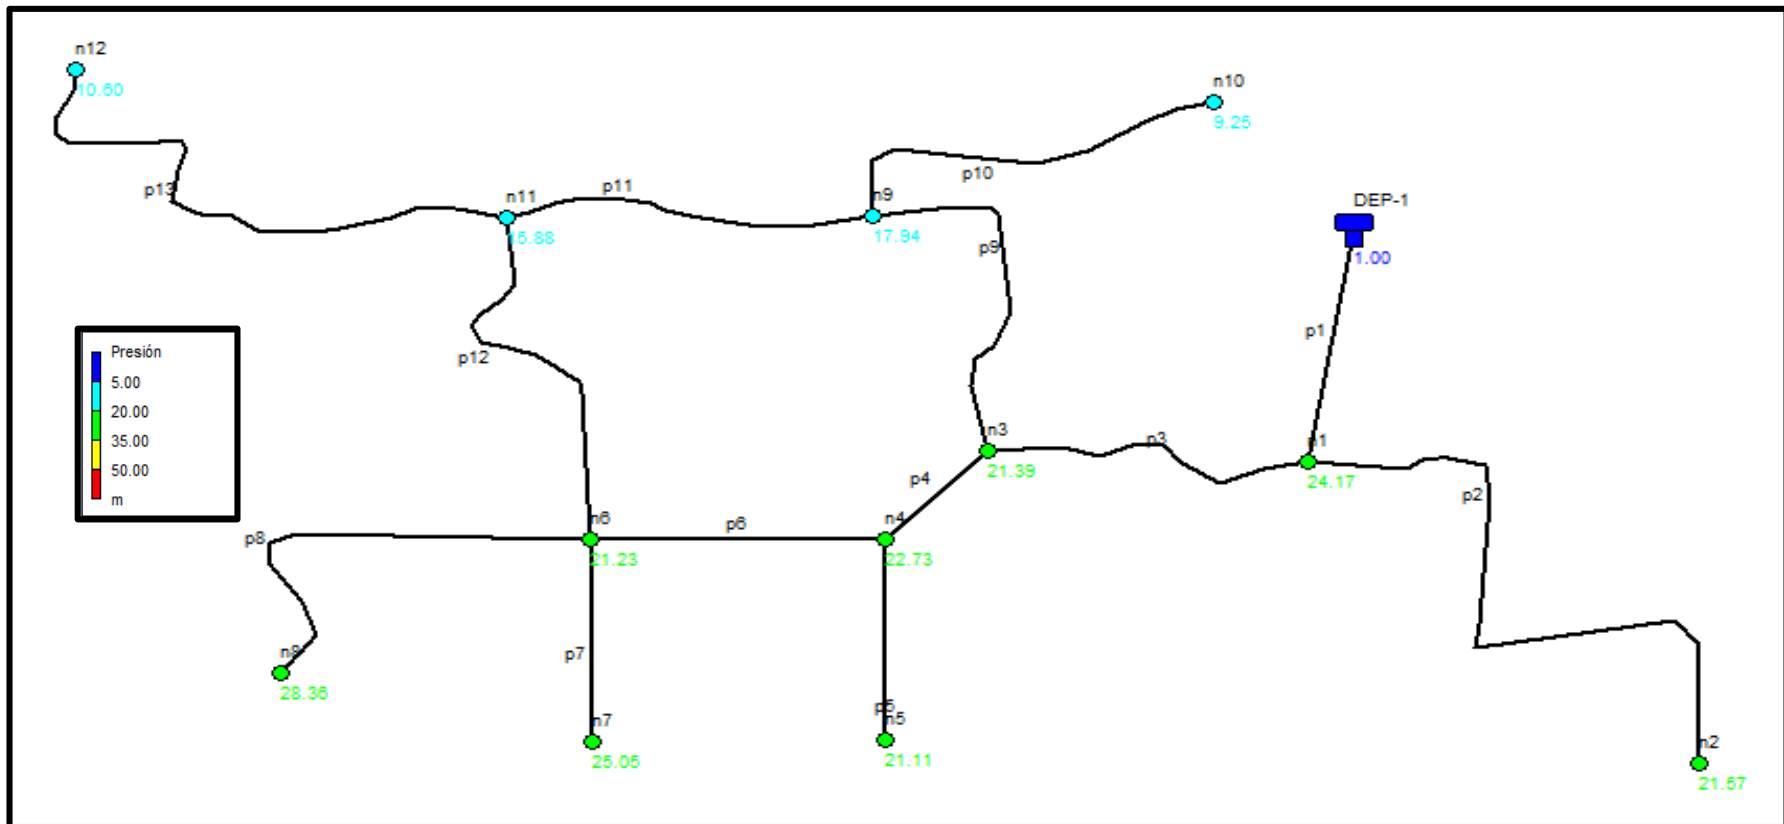 n12
10.60
n10
9.25
p13
n11
15.88
p11
n9
17.94
p10
DEP-1
1.00
p9
p1
Presión
5.00
20.00
35.00
50.00
m
p12
n3
21.39
p3
n1
24.17
p4
p2
p8
n6
21.23
p6
n4
22.73
n8
28.36
p7
n7
25.05
p5
n5
21.11
n2
21.57